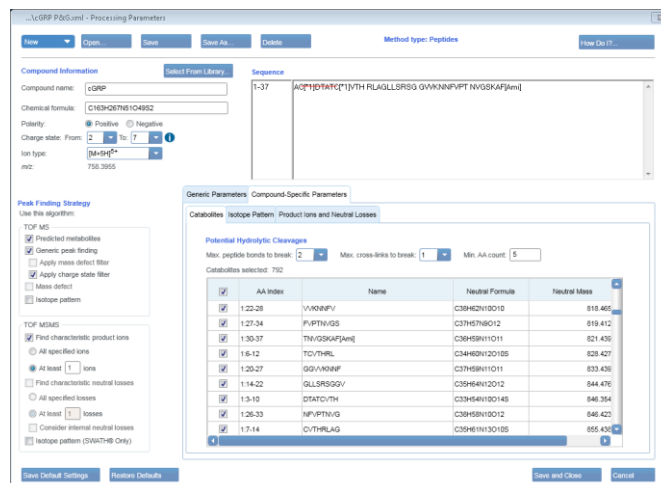 ...\cGRP P&G.xml - Processing Parameters
New Open... Save Save As... Delete Method type: Peptides How Do I?...
Compound Information Select From Library... Sequence
Compound name: cGRP
1-37 AC[*1]DTATC[*1]VTH RLAGLLSRSG GVVKNNFVPT NVGSKAF[Ami]
Chemical formula: C163H267N51O49S2
Polarity: Positive Negative
Charge state: From: 2 To: 7
Ion type: [M+5H]5+
m/z: 758.3955
Generic Parameters Compound-Specific Parameters
Peak Finding Strategy
Use this algorithm:
Catabolites Isotope Pattern Product Ions and Neutral Losses
TOF MS
Predicted metabolites
Generic peak finding
Apply mass defect filter
Apply charge state filter
Mass defect
Isotope pattern
Potential Hydrolytic Cleavages
Max. peptide bonds to break: 2 Max. cross-links to break: 1 Min. AA count: 5
Catabolites selected: 792
AA Index Name Neutral Formula Neutral Mass
1:22-28 VVKNNFV C38H62N10O10 818.465
1:27-34 FVPTNVGS C37H57N9O12 819.412
1:30-37 TNVGSKAF[Ami] C36H59N11O11 821.439
1:6-12 TCVTHRL C34H60N12O10S 828.427
1:20-27 GGVVKNNF C37H59N11O11 833.439
1:14-22 GLLSRSGGV C35H64N12O12 844.476
1:3-10 DTATCVTH C33H54N10O14S 846.354
1:26-33 NFVPTNVG C38H58N10O12 846.423
1:7-14 CVTHRLAG C35H61N13O10S 855.438
TOF MSMS
Find characteristic product ions
All specified ions
At least 1 ions
Find characteristic neutral losses
All specified losses
At least 1 losses
Consider internal neutral losses
Isotope pattern (SWATH® Only)
Save Default Settings Restore Defaults Save and Close Cancel